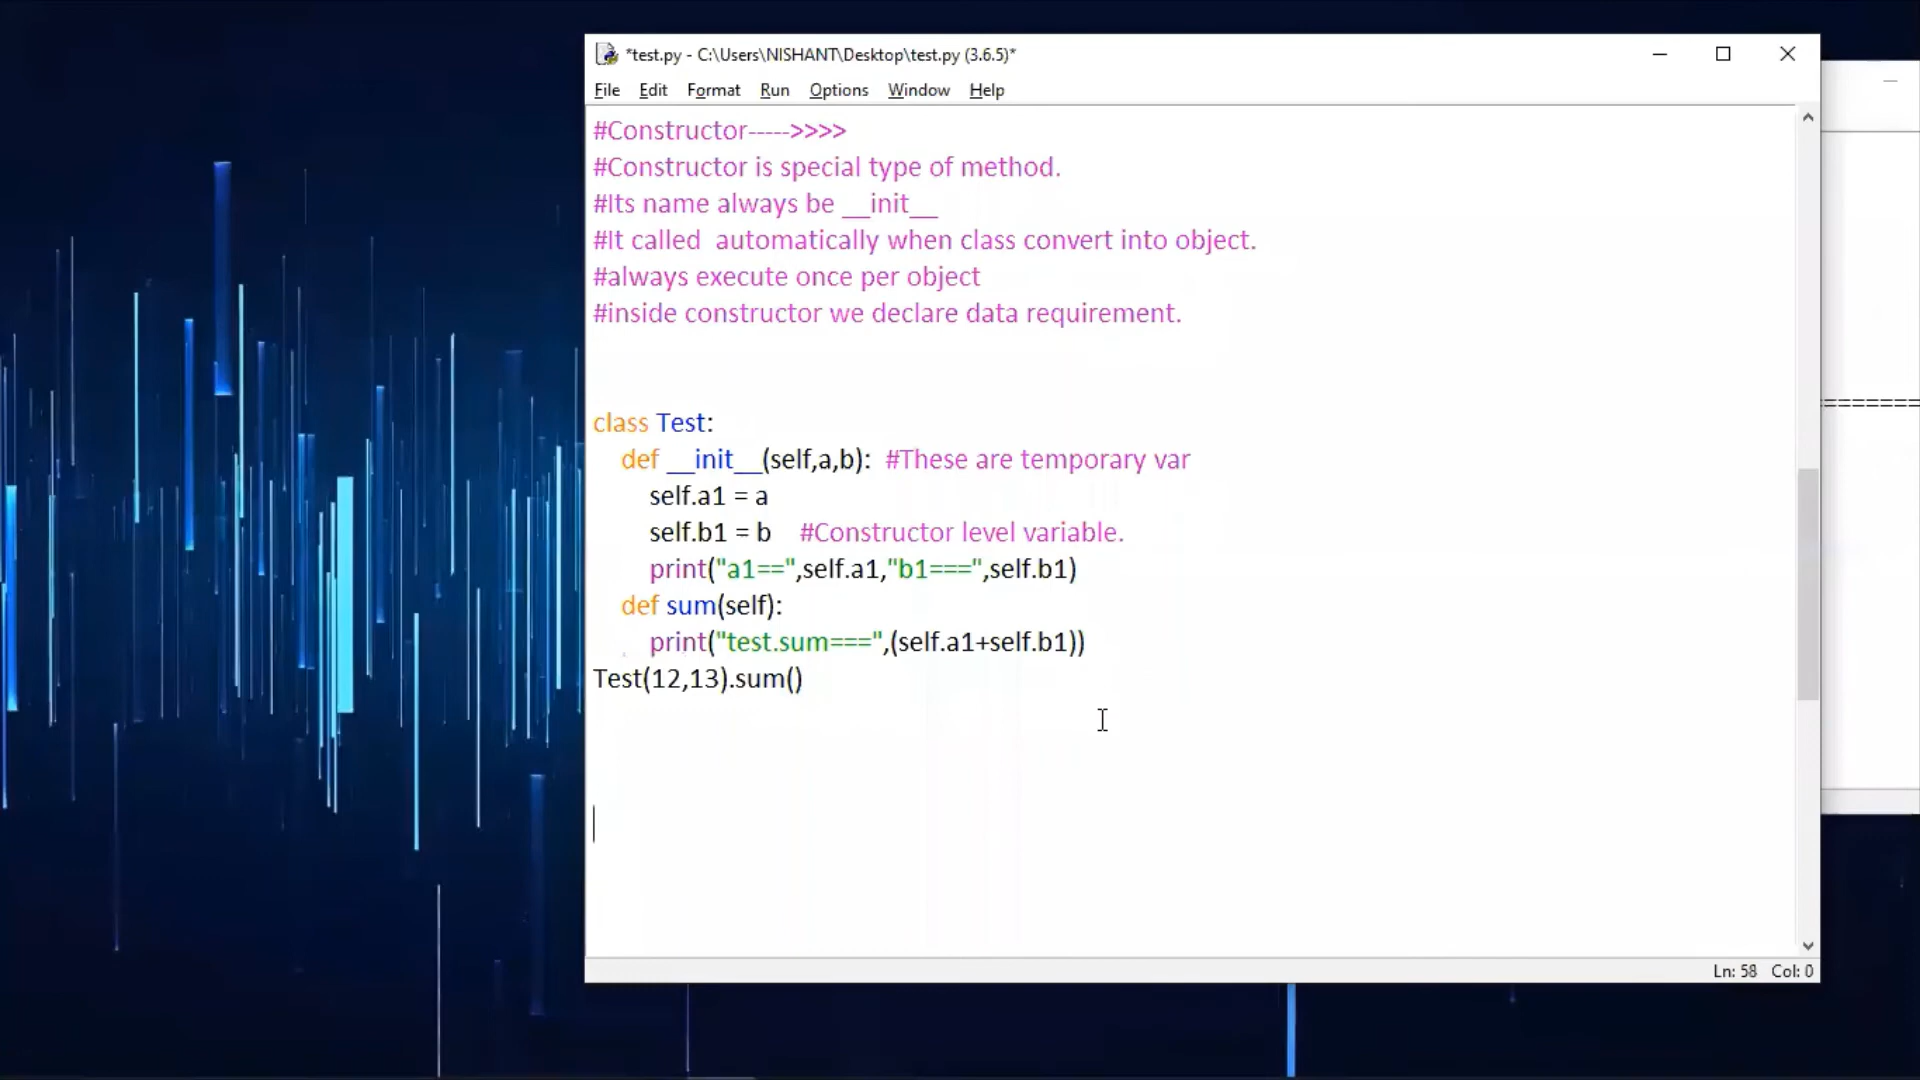 *test.py - C:\Users\NISHANT\Desktop\test.py (3.6.5)*
File Edit Format Run Options Window Help
#Constructor----->>>>
#Constructor is special type of method.
#Its name always be __init__
#It called  automatically when class convert into object.
#always execute once per object
#inside constructor we declare data requirement.
class Test:
    def __init__(self,a,b):  #These are temporary var
        self.a1 = a
        self.b1 = b    #Constructor level variable.
        print("a1==",self.a1,"b1===",self.b1)
    def sum(self):
        print("test.sum===",(self.a1+self.b1))
Test(12,13).sum()
=======
Ln: 58 Col: 0